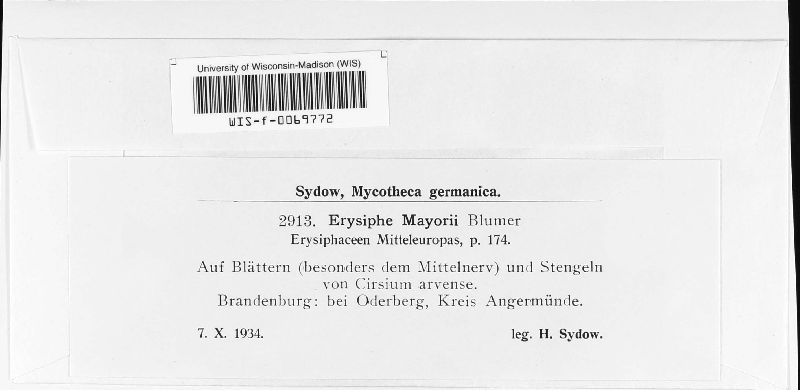 University of Wisconsin-Madison (WIS)
WIS-f-0069772
Sydow, Mycotheca germanica.
2913. Erysiphe Mayorii Blumer
Erysiphaceen Mitteleuropas, p. 174.
Auf Blättern (besonders dem Mittelnerv) und Stengeln
von Cirsium arvense.
Brandenburg: bei Oderberg, Kreis Angermünde.
7. X. 1934. leg. H. Sydow.